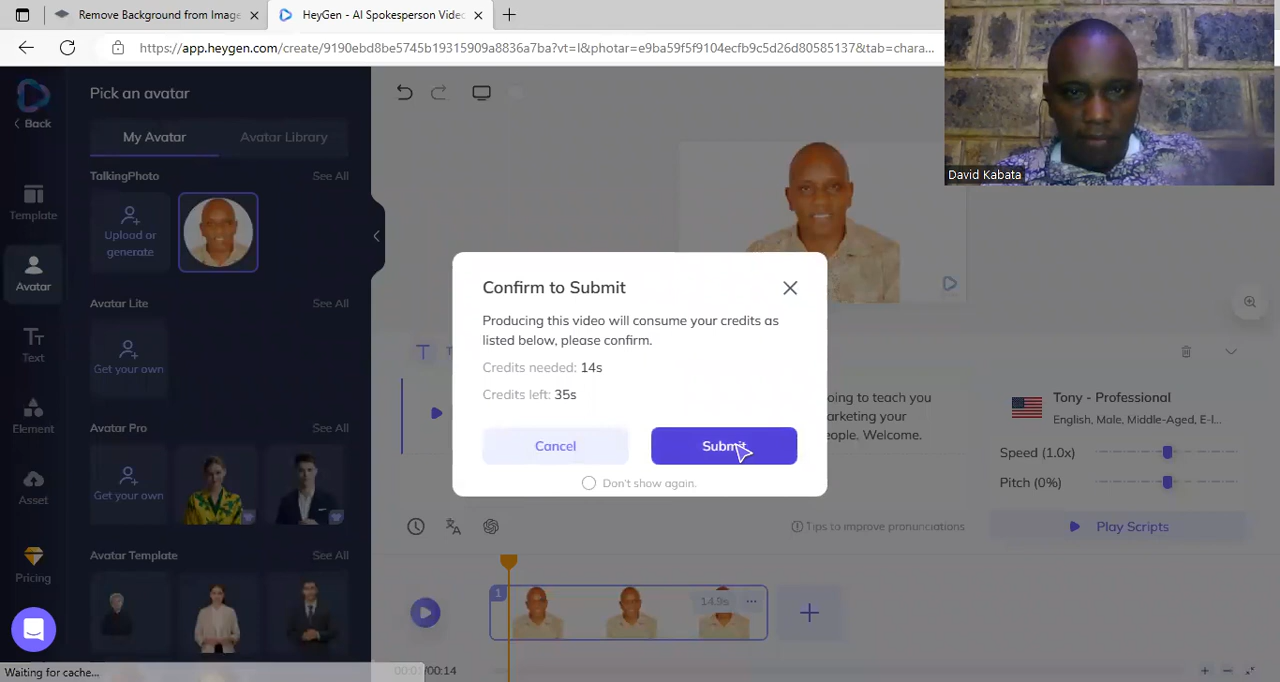 Remove Background from Image
HeyGen - AI Spokesperson Video
https://app.heygen.com/create/9190ebd8be5745b19315909a8836a7ba?vt=l&photar=e9ba59f5f9104ecfb9c5d26d80585137&tab=chara...
David Kabata
Back
Template
Avatar
Text
Element
Asset
Pricing
Pick an avatar
My Avatar
Avatar Library
TalkingPhoto
See All
Upload or
generate
Avatar Lite
See All
Get your own
Avatar Pro
See All
Get your own
Avatar Template
See All
Confirm to Submit
Producing this video will consume your credits as
listed below, please confirm.
Credits needed: 14s
Credits left: 35s
Cancel
Submit
Don't show again.
oing to teach you
arketing your
eople. Welcome.
Tony - Professional
English, Male, Middle-Aged, E-l...
Speed (1.0x)
Pitch (0%)
Tips to improve pronunciations
Play Scripts
1
14.9s
00:14
Waiting for cache...